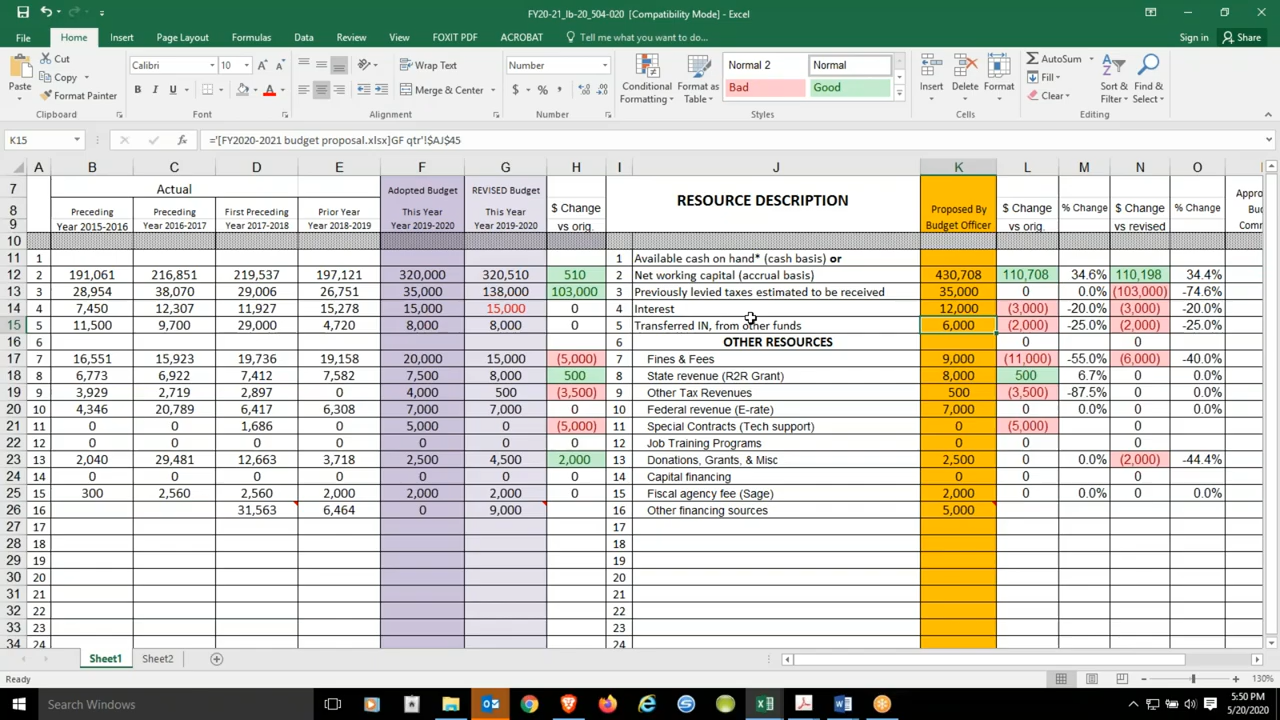 FY20-21_lb-20_504-020 [Compatibility Mode] - Excel
File Home Insert Page Layout Formulas Data Review View FOXIT PDF ACROBAT Tell me what you want to do... Sign in Share
Cut Calibri 10 Wrap Text Number Normal 2 Normal AutoSum
Paste Copy Conditional Formatting Format as Table Bad Good Insert Delete Format Fill Sort & Filter Find & Select
Format Painter B I U Merge & Center $ % Clear
Clipboard Font Alignment Number Styles Cells Editing
K15 fx ='[FY2020-2021 budget proposal.xlsx]GF qtr'!$AJ$45
A B C D E F G H I J K L M N O
7 Actual Adopted Budget REVISED Budget RESOURCE DESCRIPTION
8 Preceding Preceding First Preceding Prior Year This Year This Year $ Change Proposed By $ Change % Change $ Change % Change
9 Year 2015-2016 Year 2016-2017 Year 2017-2018 Year 2018-2019 Year 2019-2020 Year 2019-2020 vs orig. Budget Officer vs orig. vs revised
10
11 1 1 Available cash on hand* (cash basis) or
12 2 191,061 216,851 219,537 197,121 320,000 320,510 510 2 Net working capital (accrual basis) 430,708 110,708 34.6% 110,198 34.4%
13 3 28,954 38,070 29,006 26,751 35,000 138,000 103,000 3 Previously levied taxes estimated to be received 35,000 0 0.0% (103,000) -74.6%
14 4 7,450 12,307 11,927 15,278 15,000 15,000 0 4 Interest 12,000 (3,000) -20.0% (3,000) -20.0%
15 5 11,500 9,700 29,000 4,720 8,000 8,000 0 5 Transferred IN, from other funds 6,000 (2,000) -25.0% (2,000) -25.0%
16 6 0 6 OTHER RESOURCES 0 0
17 7 16,551 15,923 19,736 19,158 20,000 15,000 (5,000) 7 Fines & Fees 9,000 (11,000) -55.0% (6,000) -40.0%
18 8 6,773 6,922 7,412 7,582 7,500 8,000 500 8 State revenue (R2R Grant) 8,000 500 6.7% 0 0.0%
19 9 3,929 2,719 2,897 0 4,000 500 (3,500) 9 Other Tax Revenues 500 (3,500) -87.5% 0 0.0%
20 10 4,346 20,789 6,417 6,308 7,000 7,000 0 10 Federal revenue (E-rate) 7,000 0 0.0% 0 0.0%
21 11 0 0 1,686 0 5,000 0 (5,000) 11 Special Contracts (Tech support) 0 (5,000) 0
22 12 0 0 0 0 0 0 0 12 Job Training Programs 0 0 0
23 13 2,040 29,481 12,663 3,718 2,500 4,500 2,000 13 Donations, Grants, & Misc 2,500 0 0.0% (2,000) -44.4%
24 14 0 0 0 0 0 0 0 14 Capital financing 0 0 0
25 15 300 2,560 2,560 2,000 2,000 2,000 0 15 Fiscal agency fee (Sage) 2,000 0 0.0% 0 0.0%
26 16 31,563 6,464 0 9,000 16 Other financing sources 5,000
27 17 17
28 18 18
29 19 19
30 20 20
31 21 21
32 22 22
33 23 23
34 24 24
Sheet1 Sheet2
Ready 130%
Search Windows 5:50 PM
5/20/2020